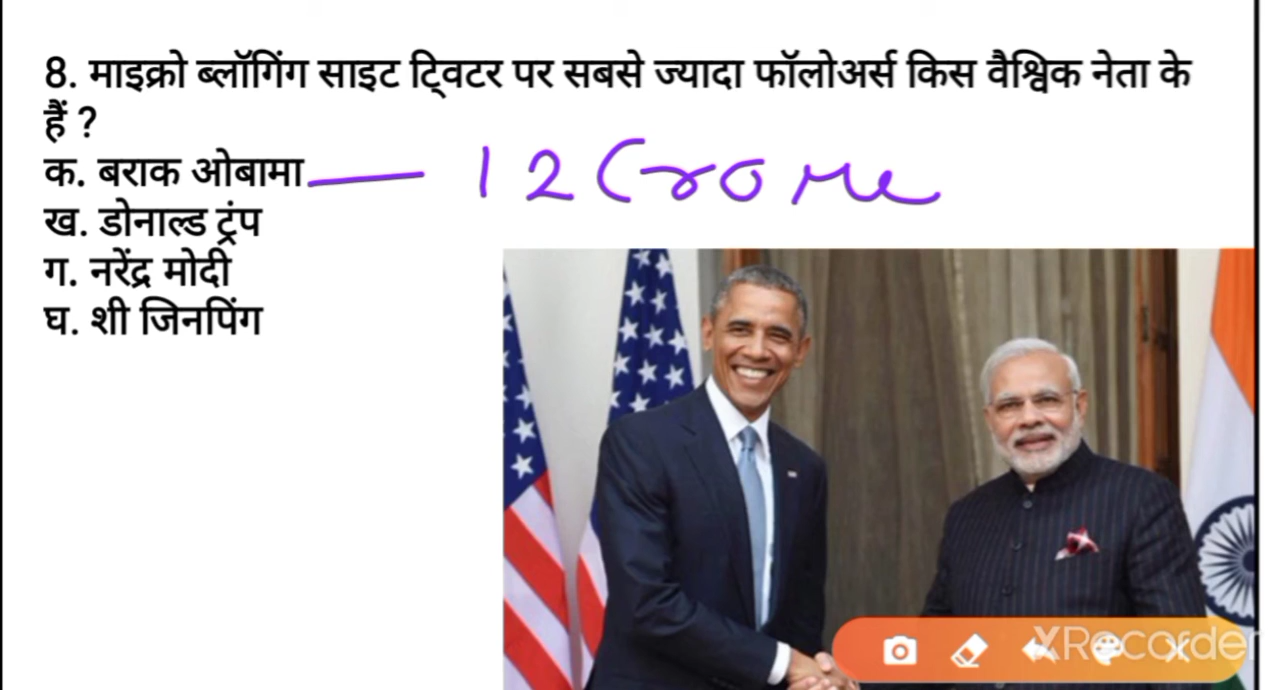 8. माइक्रो ब्लॉगिंग साइट ट्विटर पर सबसे ज्यादा फॉलोअर्स किस वैश्विक नेता के
हैं ?
क. बराक ओबामा — 12 Crore
ख. डोनाल्ड ट्रंप
ग. नरेंद्र मोदी
घ. शी जिनपिंग
XRecorder